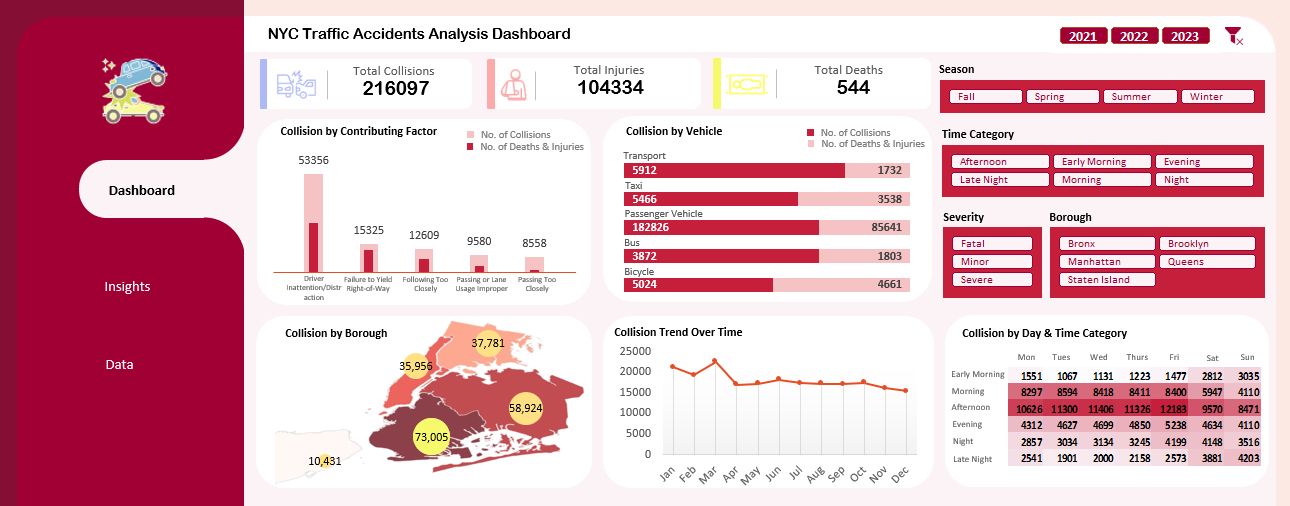 NYC Traffic Accidents Analysis Dashboard
2021 2022 2023
Dashboard
Insights
Data
Total Collisions
216097
Total Injuries
104334
Total Deaths
544
Season
Fall Spring Summer Winter
Time Category
Afternoon Early Morning Evening
Late Night Morning Night
Severity
Fatal
Minor
Severe
Borough
Bronx Brooklyn
Manhattan Queens
Staten Island
Collision by Contributing Factor
No. of Collisions
No. of Deaths & Injuries
53356
15325
12609
9580
8558
Driver
Inattention/Distr
action
Failure to Yield
Right-of-Way
Following Too
Closely
Passing or Lane
Usage Improper
Passing Too
Closely
Collision by Vehicle
No. of Collisions
No. of Deaths & Injuries
Transport
5912 1732
Taxi
5466 3538
Passenger Vehicle
182826 85641
Bus
3872 1803
Bicycle
5024 4661
Collision by Borough
37,781
35,956
58,924
73,005
10,431
Collision Trend Over Time
25000
20000
15000
10000
5000
0
Jan Feb Mar Apr May Jun Jul Aug Sep Oct Nov Dec
Collision by Day & Time Category
Mon Tues Wed Thurs Fri Sat Sun
Early Morning 1551 1067 1131 1223 1477 2812 3035
Morning 8297 8594 8418 8411 8400 5947 4110
Afternoon 10626 11300 11406 11326 12183 9570 8471
Evening 4312 4627 4699 4850 5238 4634 4110
Night 2857 3034 3134 3245 4199 4148 3516
Late Night 2541 1901 2000 2158 2573 3881 4203